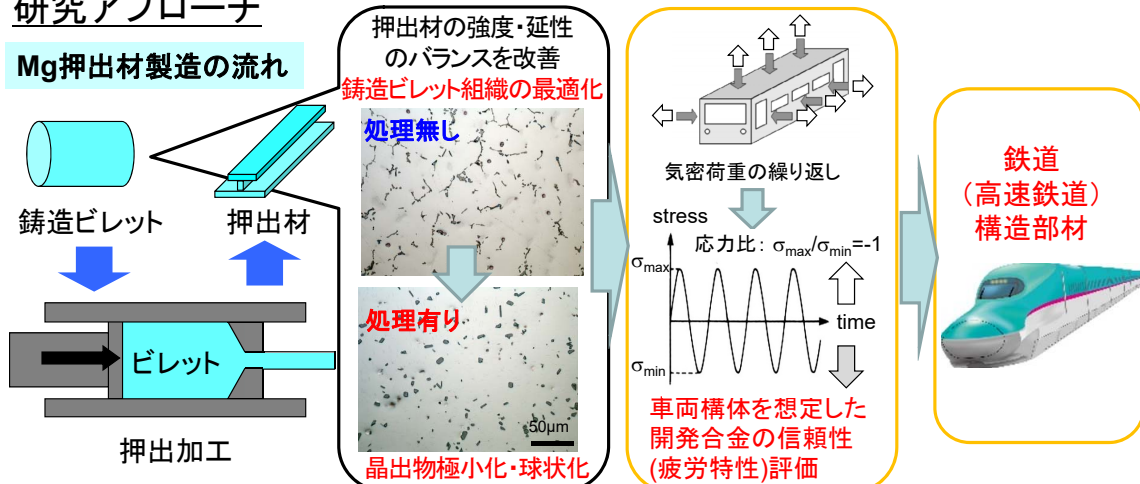 研究アプローチ
Mg押出材製造の流れ
鋳造ビレット
押出材
ビレット
押出加工
押出材の強度・延性
のバランスを改善
鋳造ビレット組織の最適化
処理無し
処理有り
50μm
晶出物極小化・球状化
気密荷重の繰り返し
stress
応力比： σmax/σmin=-1
σmax
time
σmin
車両構体を想定した
開発合金の信頼性
(疲労特性)評価
鉄道
（高速鉄道）
構造部材